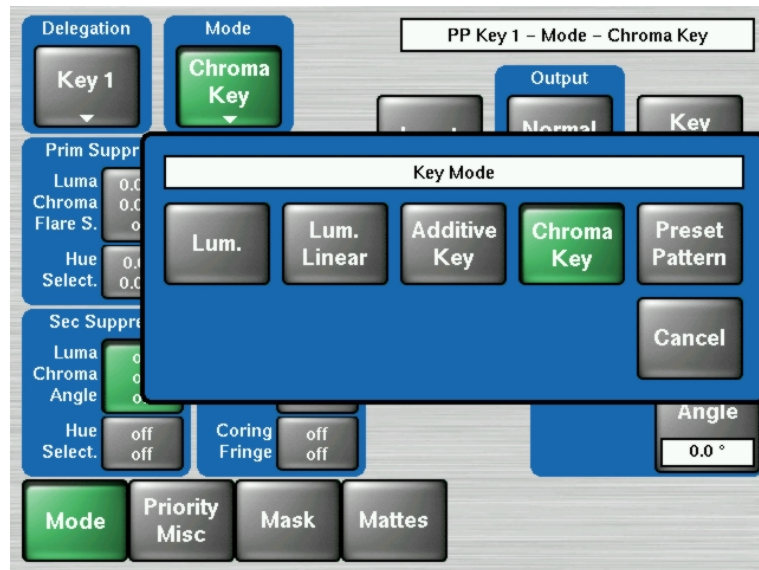 Delegation
Mode
PP Key 1 – Mode – Chroma Key
Key 1
Chroma
Key
Output
Normal
Key
Prim Suppr
Luma
Chroma
Flare S.
Hue
Select.
Key Mode
Lum.
Lum.
Linear
Additive
Key
Chroma
Key
Preset
Pattern
Cancel
Sec Suppre
Luma
Chroma
Angle
Hue
Select.
off
off
Coring
Fringe
off
off
Angle
0.0 °
Mode
Priority
Misc
Mask
Mattes